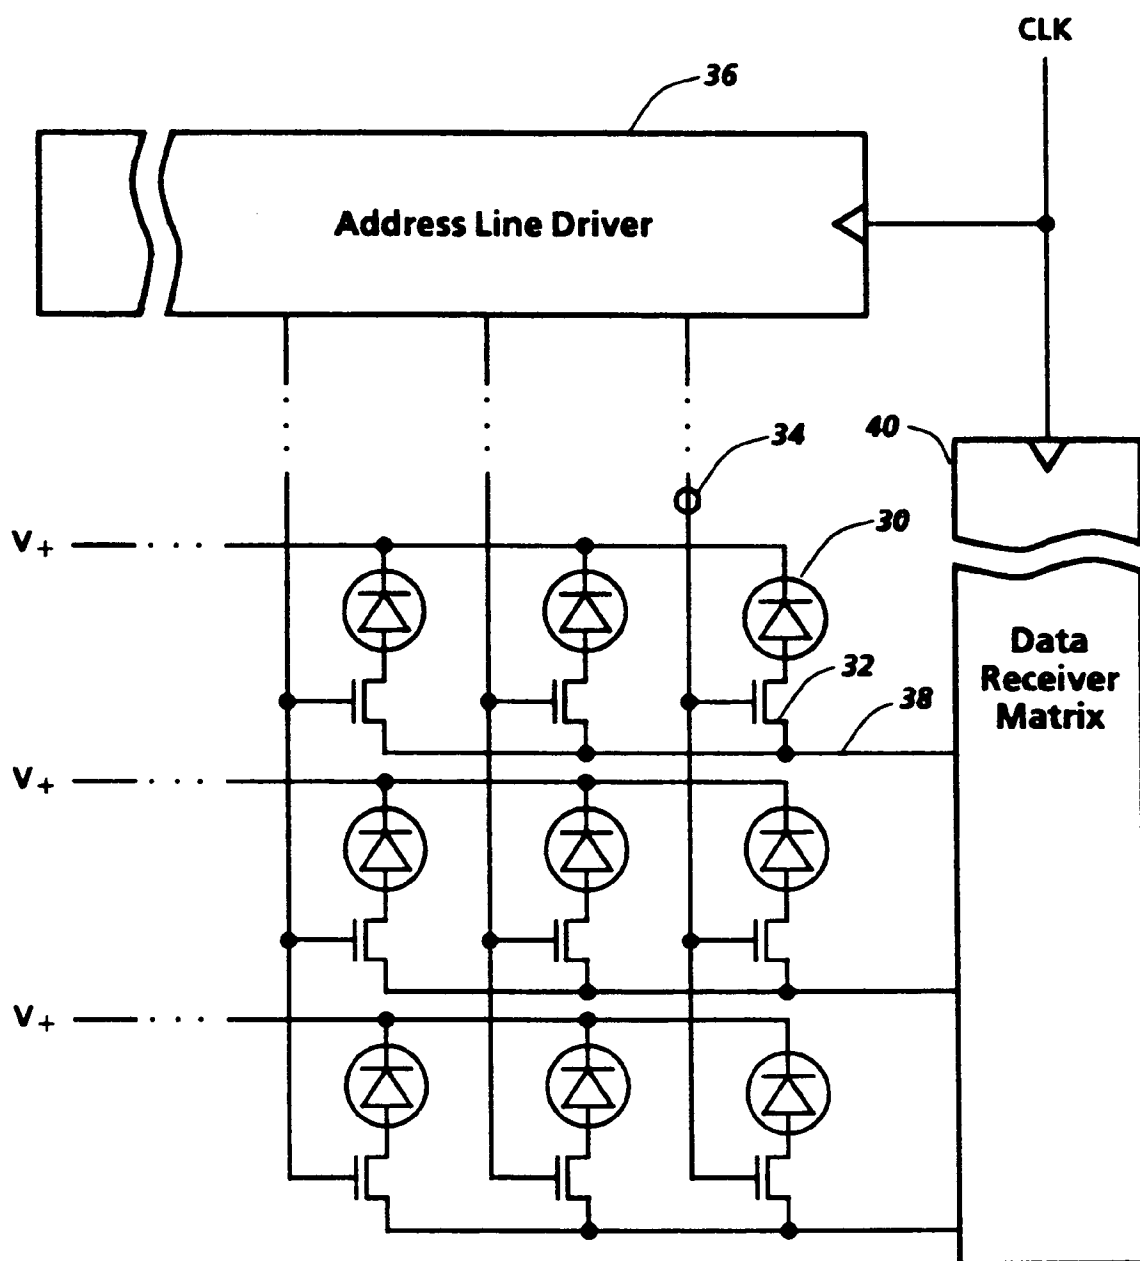 CLK
36
Address Line Driver
34
40
30
V+
Data
Receiver
Matrix
32
38
V+
V+